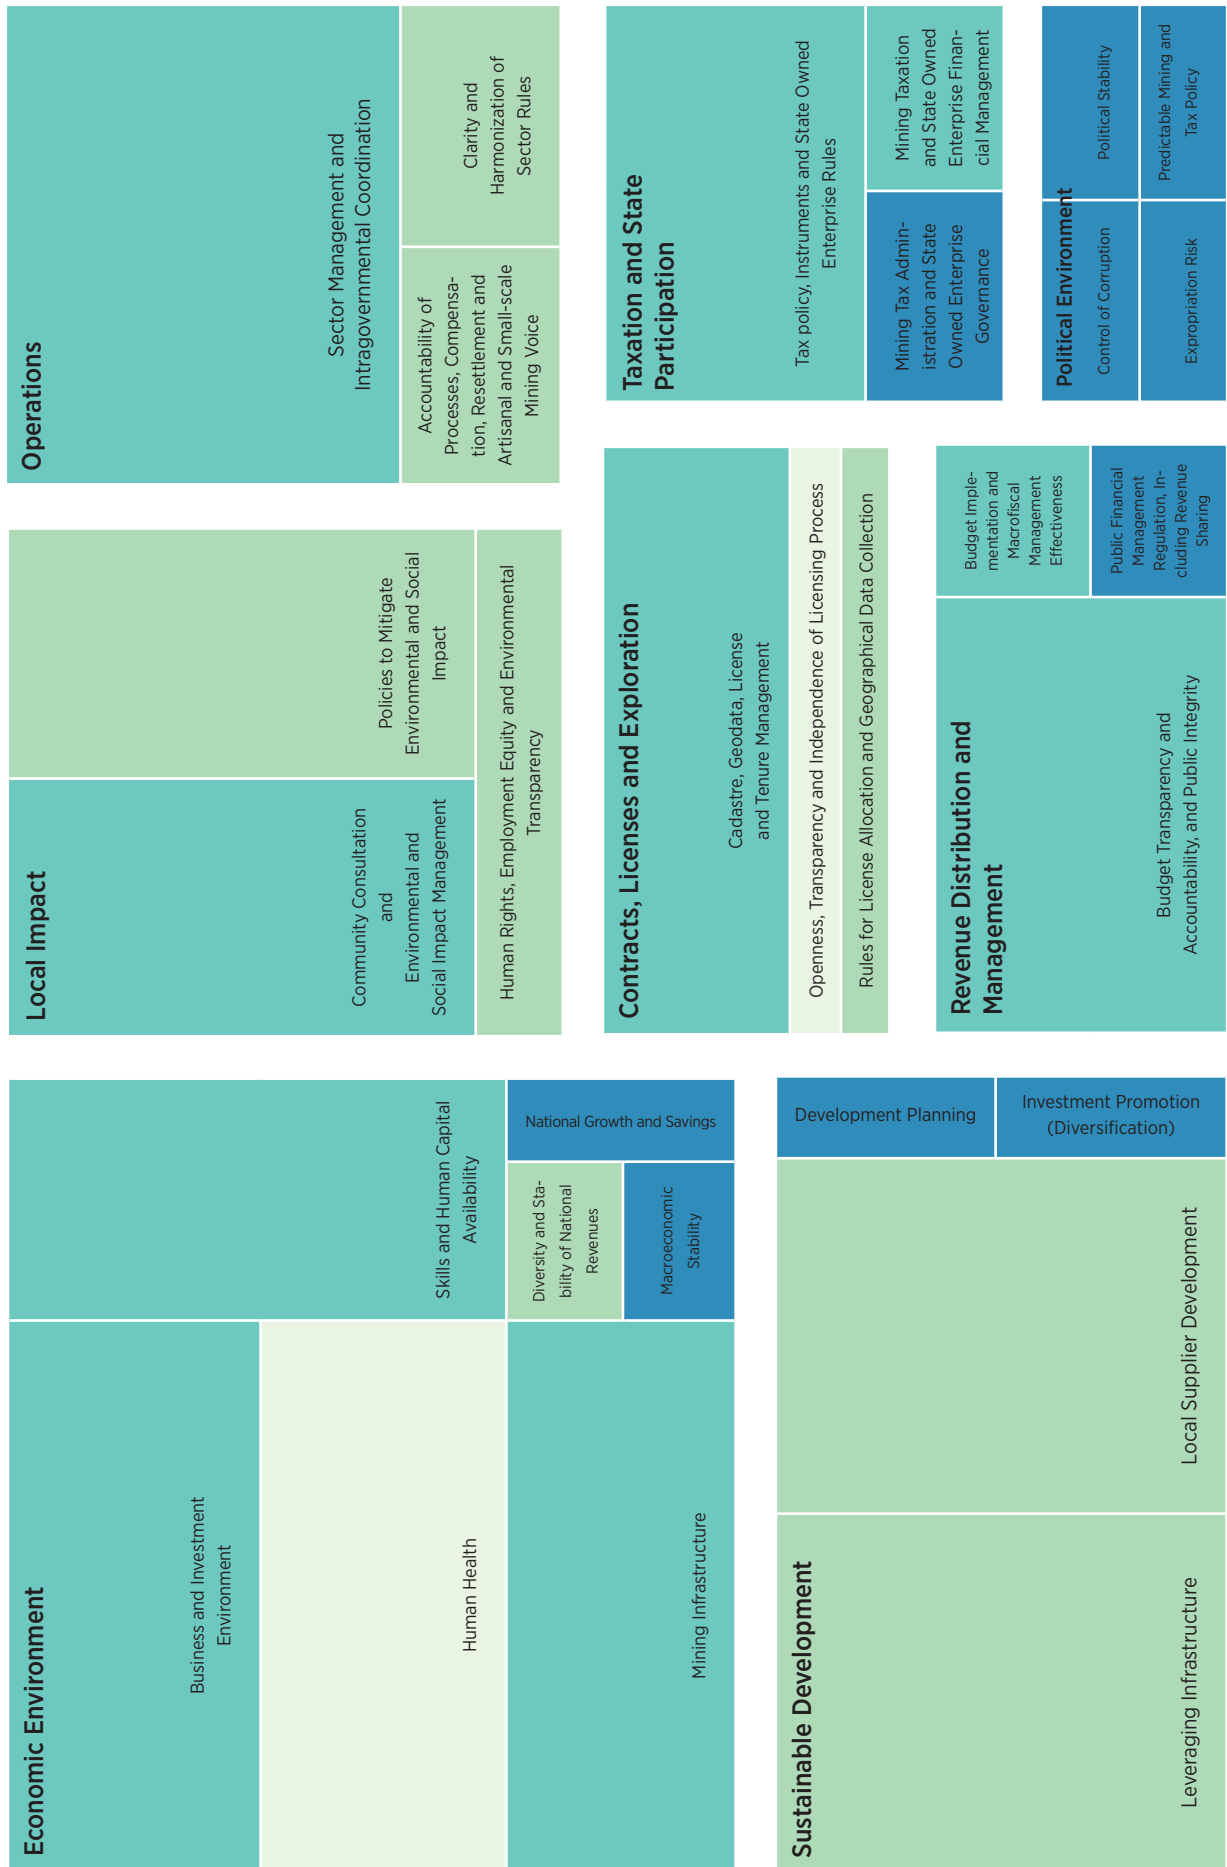 Economic Environment
Business and Investment
Environment
Human Health
Mining Infrastructure
Skills and Human Capital
Availability
Diversity and Sta-
bility of National
Revenues
Macroeconomic
Stability
National Growth and Savings
Local Impact
Community Consultation
and
Environmental and
Social Impact Management
Policies to Mitigate
Environmental and Social
Impact
Human Rights, Employment Equity and Environmental
Transparency
Operations
Sector Management and
Intragovernmental Coordination
Accountability of
Processes, Compensa-
tion, Resettlement and
Artisanal and Small-scale
Mining Voice
Clarity and
Harmonization of
Sector Rules
Sustainable Development
Leveraging Infrastructure
Local Supplier Development
Development Planning
Investment Promotion
(Diversification)
Contracts, Licenses and Exploration
Cadastre, Geodata, License
and Tenure Management
Openness, Transparency and Independence of Licensing Process
Rules for License Allocation and Geographical Data Collection
Revenue Distribution and
Management
Budget Transparency and
Accountability, and Public Integrity
Budget Imple-
mentation and
Macrofiscal
Management
Effectiveness
Public Financial
Management
Regulation, In-
cluding Revenue
Sharing
Taxation and State
Participation
Tax policy, Instruments and State Owned
Enterprise Rules
Mining Tax Admin-
istration and State
Owned Enterprise
Governance
Mining Taxation
and State Owned
Enterprise Finan-
cial Management
Political Environment
Control of Corruption
Political Stability
Expropriation Risk
Predictable Mining and
Tax Policy